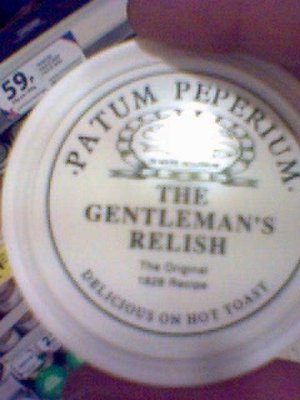 PATUM PEPERIUM
THE
GENTLEMAN'S
RELISH
The Original
1828 Recipe
DELICIOUS ON HOT TOAST
59,